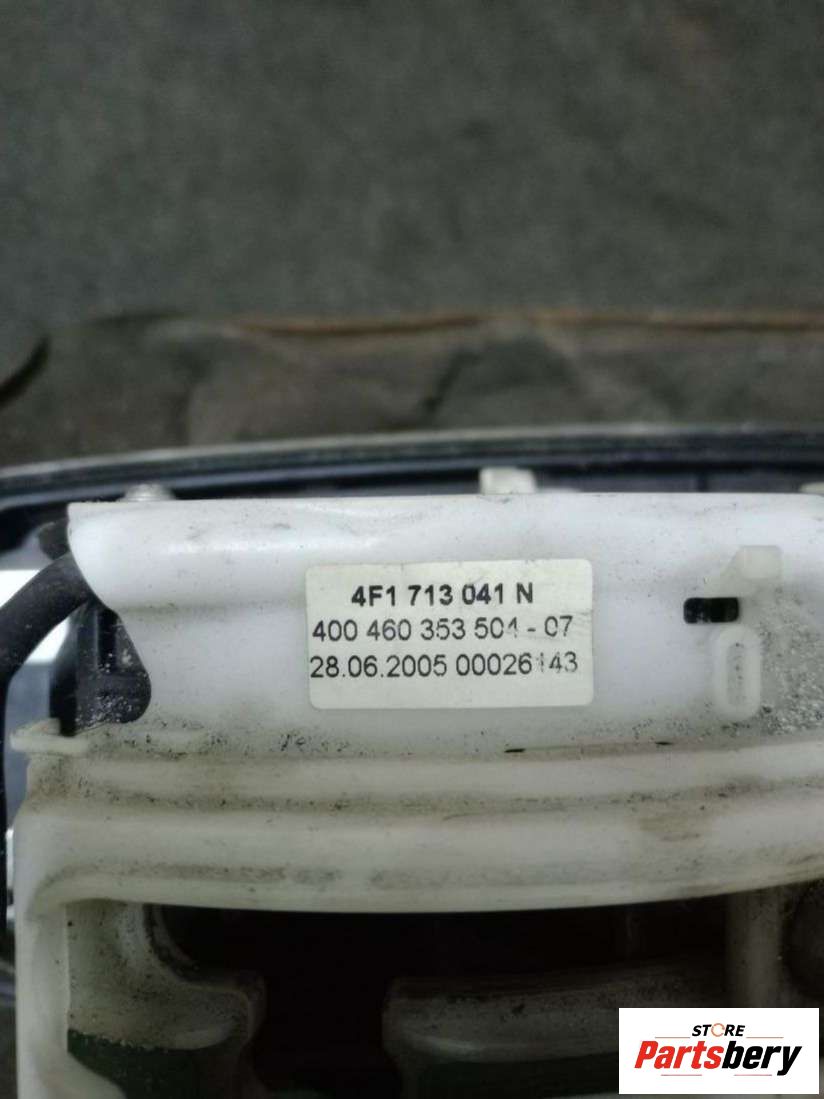 4F1 713 041 N
400 460 353 504 - 07
28.06.2005 00026143
STORE
Partsbery